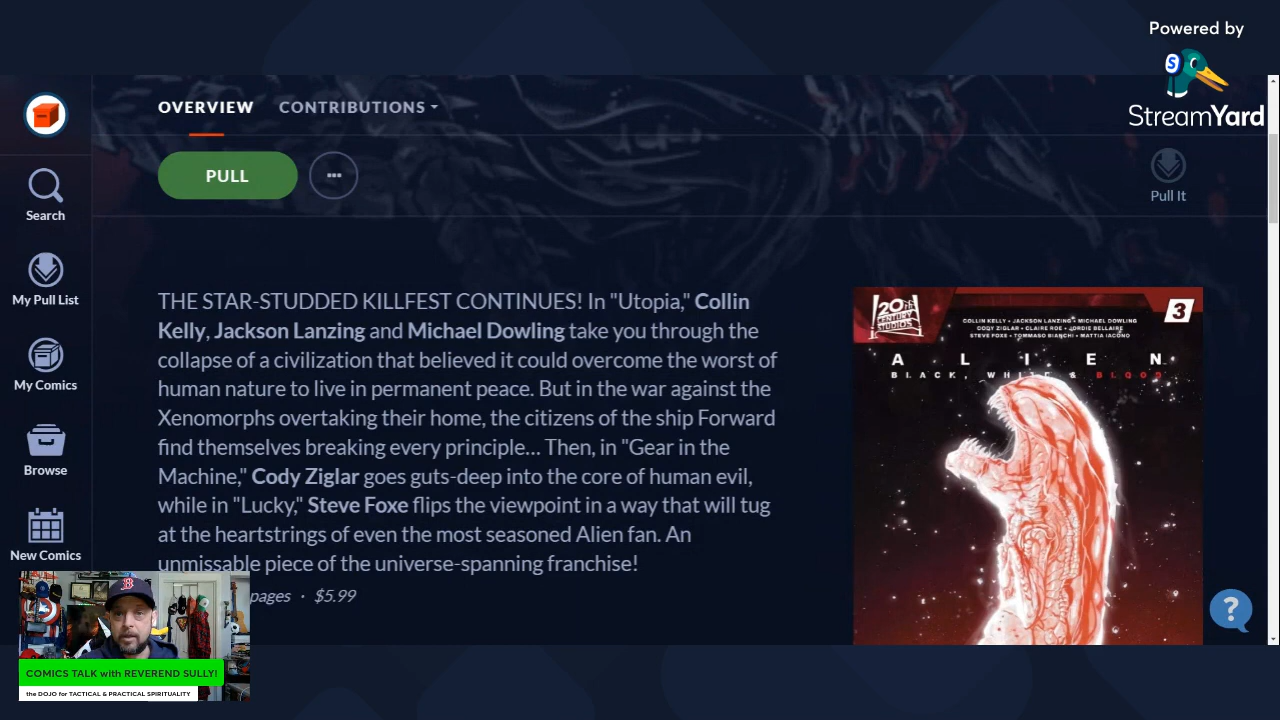 Powered by
StreamYard
OVERVIEW CONTRIBUTIONS
PULL
Pull It
Search
My Pull List
My Comics
Browse
New Comics
THE STAR-STUDDED KILLFEST CONTINUES! In "Utopia," Collin
Kelly, Jackson Lanzing and Michael Dowling take you through the
collapse of a civilization that believed it could overcome the worst of
human nature to live in permanent peace. But in the war against the
Xenomorphs overtaking their home, the citizens of the ship Forward
find themselves breaking every principle... Then, in "Gear in the
Machine," Cody Ziglar goes guts-deep into the core of human evil,
while in "Lucky," Steve Foxe flips the viewpoint in a way that will tug
at the heartstrings of even the most seasoned Alien fan. An
unmissable piece of the universe-spanning franchise!
pages · $5.99
20th
CENTURY
STUDIOS
COLLIN KELLY • JACKSON LANZING • MICHAEL DOWLING
CODY ZIGLAR • CLAIRE ROE • JORDIE BELLAIRE
STEVE FOXE • TOMMASO BIANCHI • MATTIA IACONO
3
ALIEN
BLACK, WHITE & BLOOD
?
S
B
COMICS TALK with REVEREND SULLY!
the DOJO for TACTICAL & PRACTICAL SPIRITUALITY